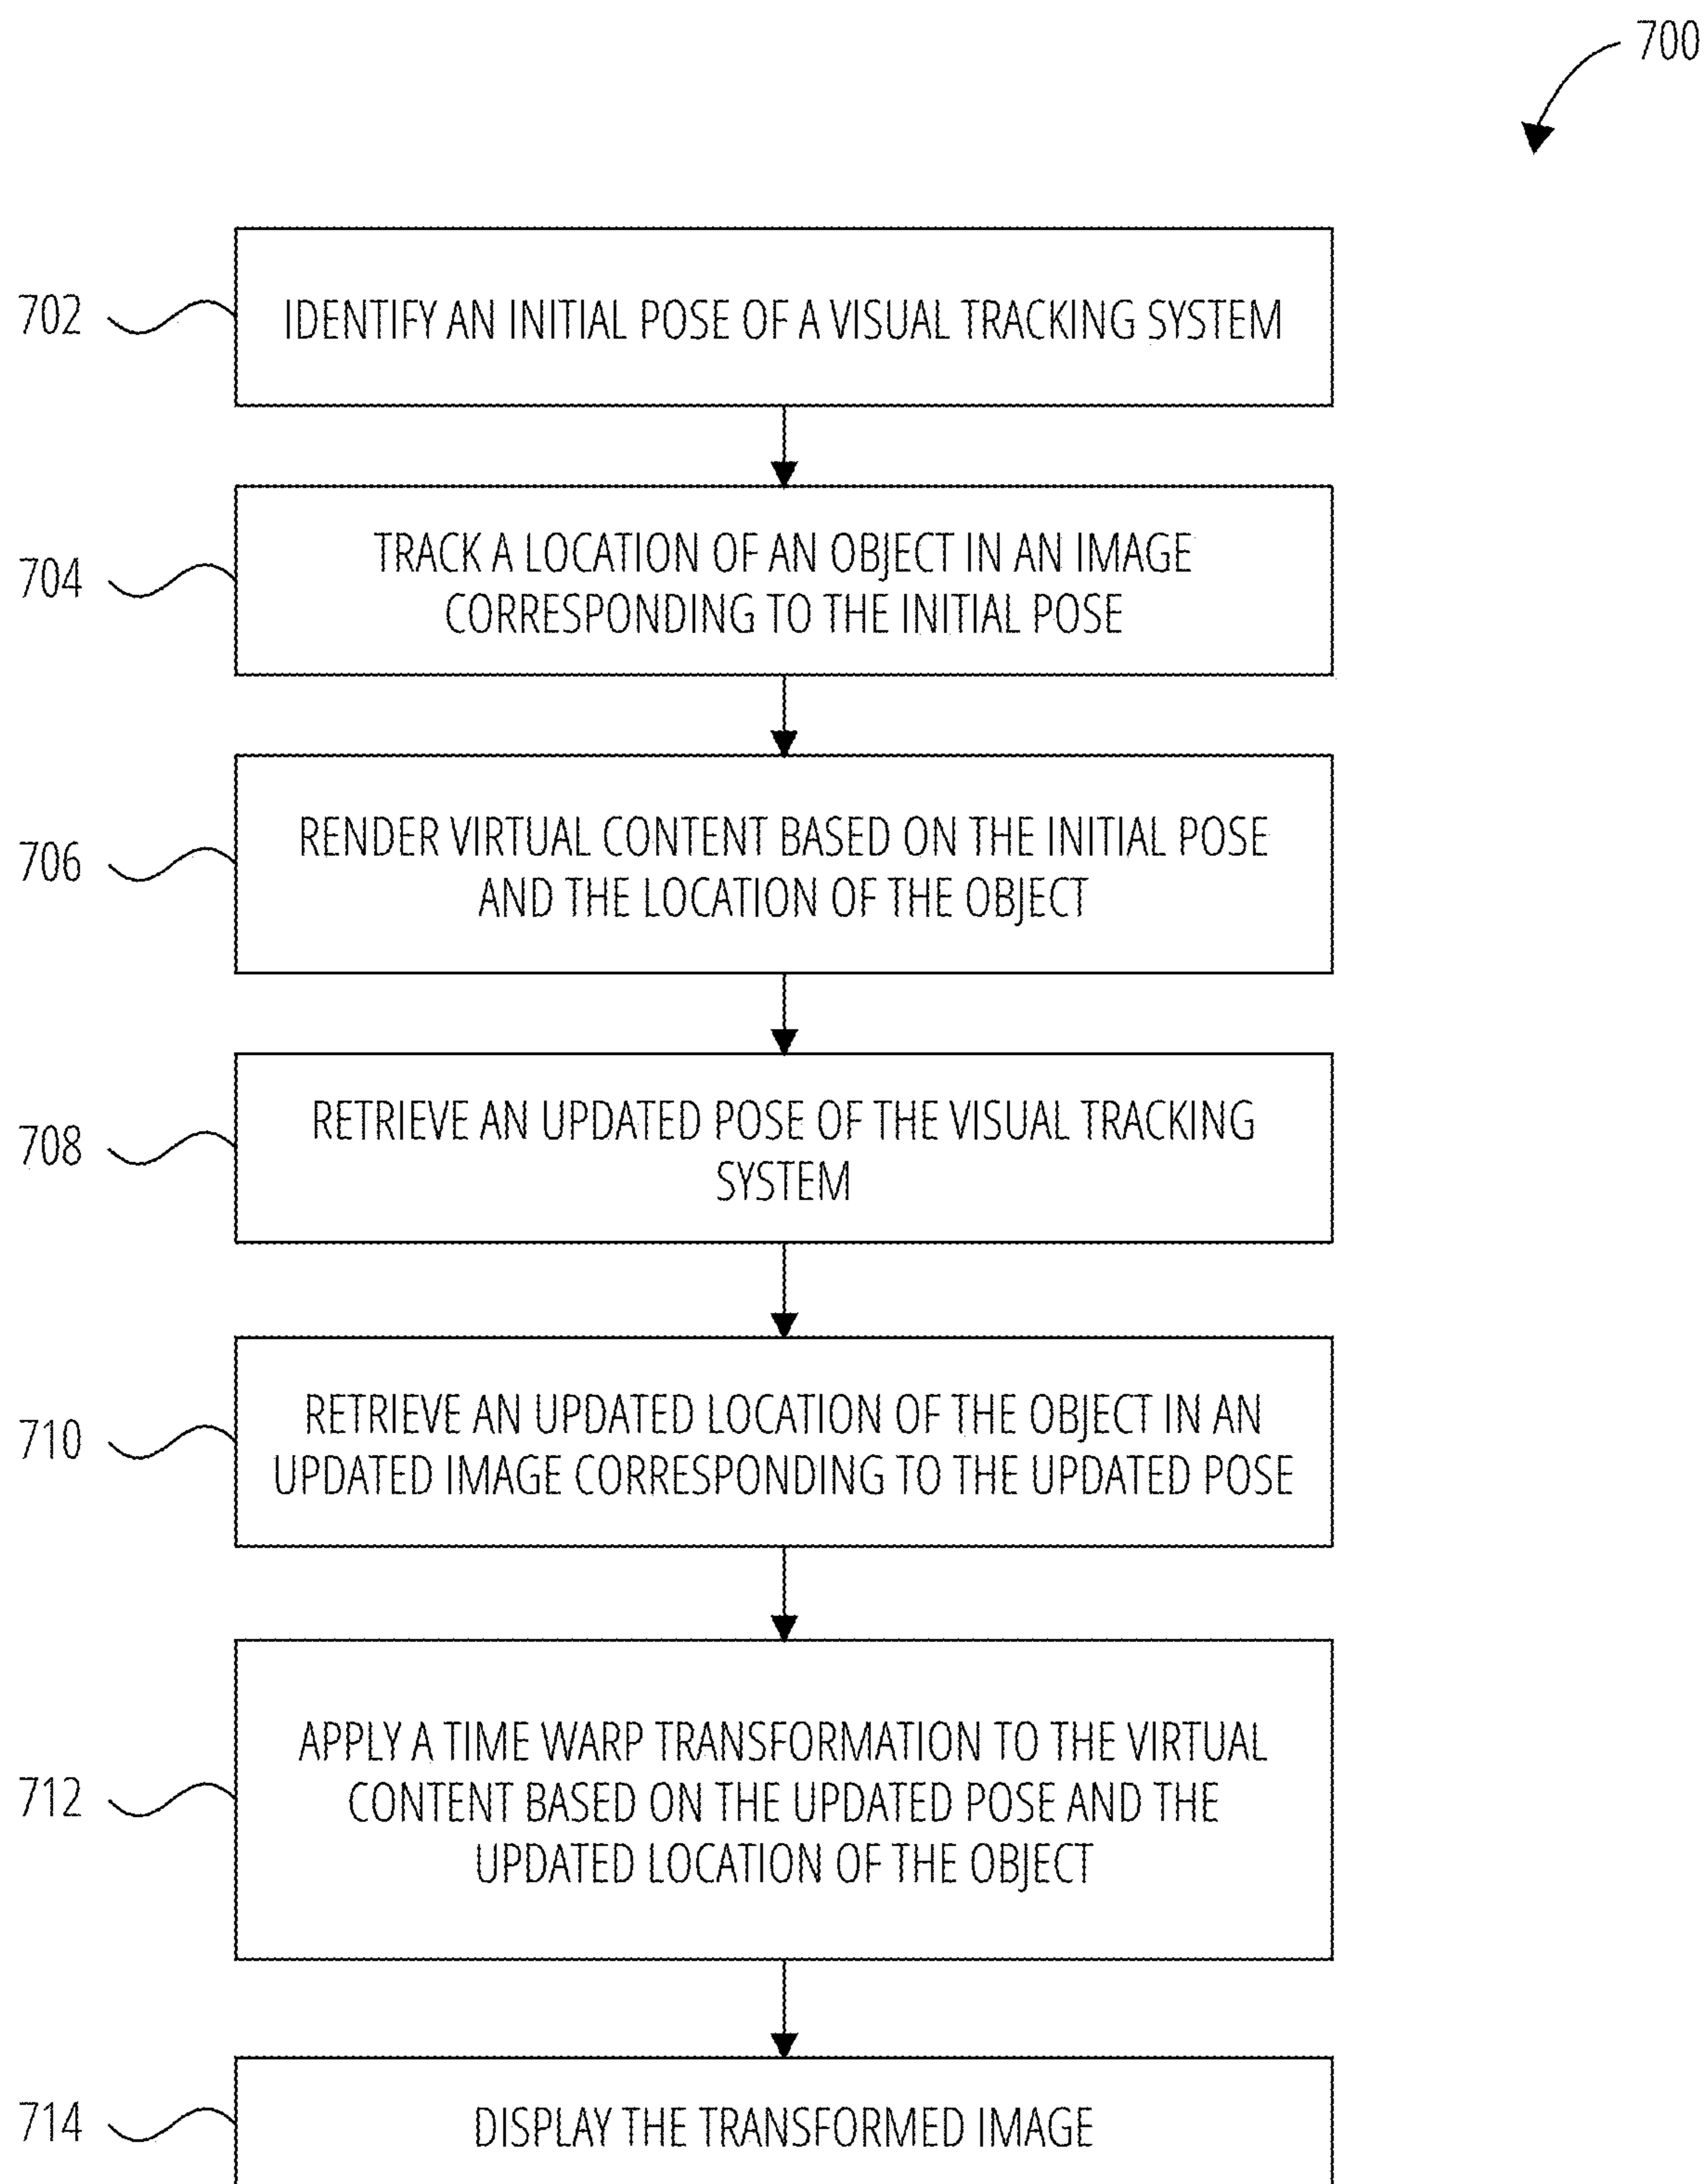 700
702
IDENTIFY AN INITIAL POSE OF A VISUAL TRACKING SYSTEM
704
TRACK A LOCATION OF AN OBJECT IN AN IMAGE
CORRESPONDING TO THE INITIAL POSE
706
RENDER VIRTUAL CONTENT BASED ON THE INITIAL POSE
AND THE LOCATION OF THE OBJECT
708
RETRIEVE AN UPDATED POSE OF THE VISUAL TRACKING
SYSTEM
710
RETRIEVE AN UPDATED LOCATION OF THE OBJECT IN AN
UPDATED IMAGE CORRESPONDING TO THE UPDATED POSE
712
APPLY A TIME WARP TRANSFORMATION TO THE VIRTUAL
CONTENT BASED ON THE UPDATED POSE AND THE
UPDATED LOCATION OF THE OBJECT
714
DISPLAY THE TRANSFORMED IMAGE